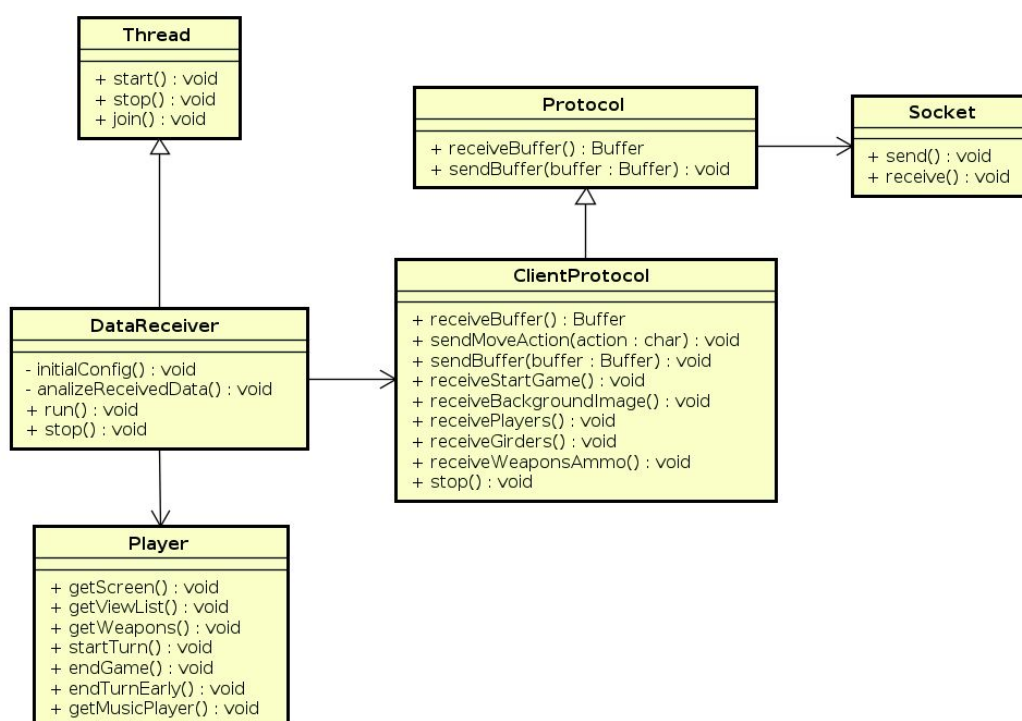 Thread
+ start() : void
+ stop() : void
+ join() : void
Protocol
+ receiveBuffer() : Buffer
+ sendBuffer(buffer : Buffer) : void
Socket
+ send() : void
+ receive() : void
DataReceiver
- initialConfig() : void
- analizeReceivedData() : void
+ run() : void
+ stop() : void
ClientProtocol
+ receiveBuffer() : Buffer
+ sendMoveAction(action : char) : void
+ sendBuffer(buffer : Buffer) : void
+ receiveStartGame() : void
+ receiveBackgroundImage() : void
+ receivePlayers() : void
+ receiveGirders() : void
+ receiveWeaponsAmmo() : void
+ stop() : void
Player
+ getScreen() : void
+ getViewList() : void
+ getWeapons() : void
+ startTurn() : void
+ endGame() : void
+ endTurnEarly() : void
+ getMusicPlayer() : void